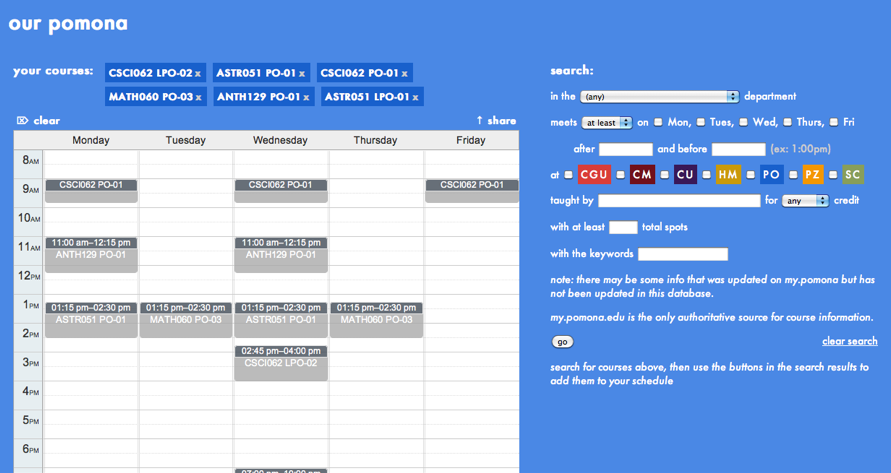 our pomona
your courses: CSCI062 LPO-02 x ASTR051 PO-01 x CSCI062 PO-01 x
MATH060 PO-03 x ANTH129 PO-01 x ASTR051 LPO-01 x
clear
↑ share
Monday Tuesday Wednesday Thursday Friday
8AM
9AM CSCI062 PO-01 CSCI062 PO-01 CSCI062 PO-01
10AM
11AM 11:00 am–12:15 pm 11:00 am–12:15 pm
ANTH129 PO-01 ANTH129 PO-01
12PM
1PM 01:15 pm–02:30 pm 01:15 pm–02:30 pm 01:15 pm–02:30 pm 01:15 pm–02:30 pm
ASTR051 PO-01 MATH060 PO-03 ASTR051 PO-01 MATH060 PO-03
2PM
02:45 pm–04:00 pm
3PM CSCI062 LPO-02
4PM
5PM
6PM
search:
in the (any) department
meets at least on Mon, Tues, Wed, Thurs, Fri
after and before (ex: 1:00pm)
at CGU CM CU HM PO PZ SC
taught by for any credit
with at least total spots
with the keywords
note: there may be some info that was updated on my.pomona but has
not been updated in this database.
my.pomona.edu is the only authoritative source for course information.
go clear search
search for courses above, then use the buttons in the search results to
add them to your schedule